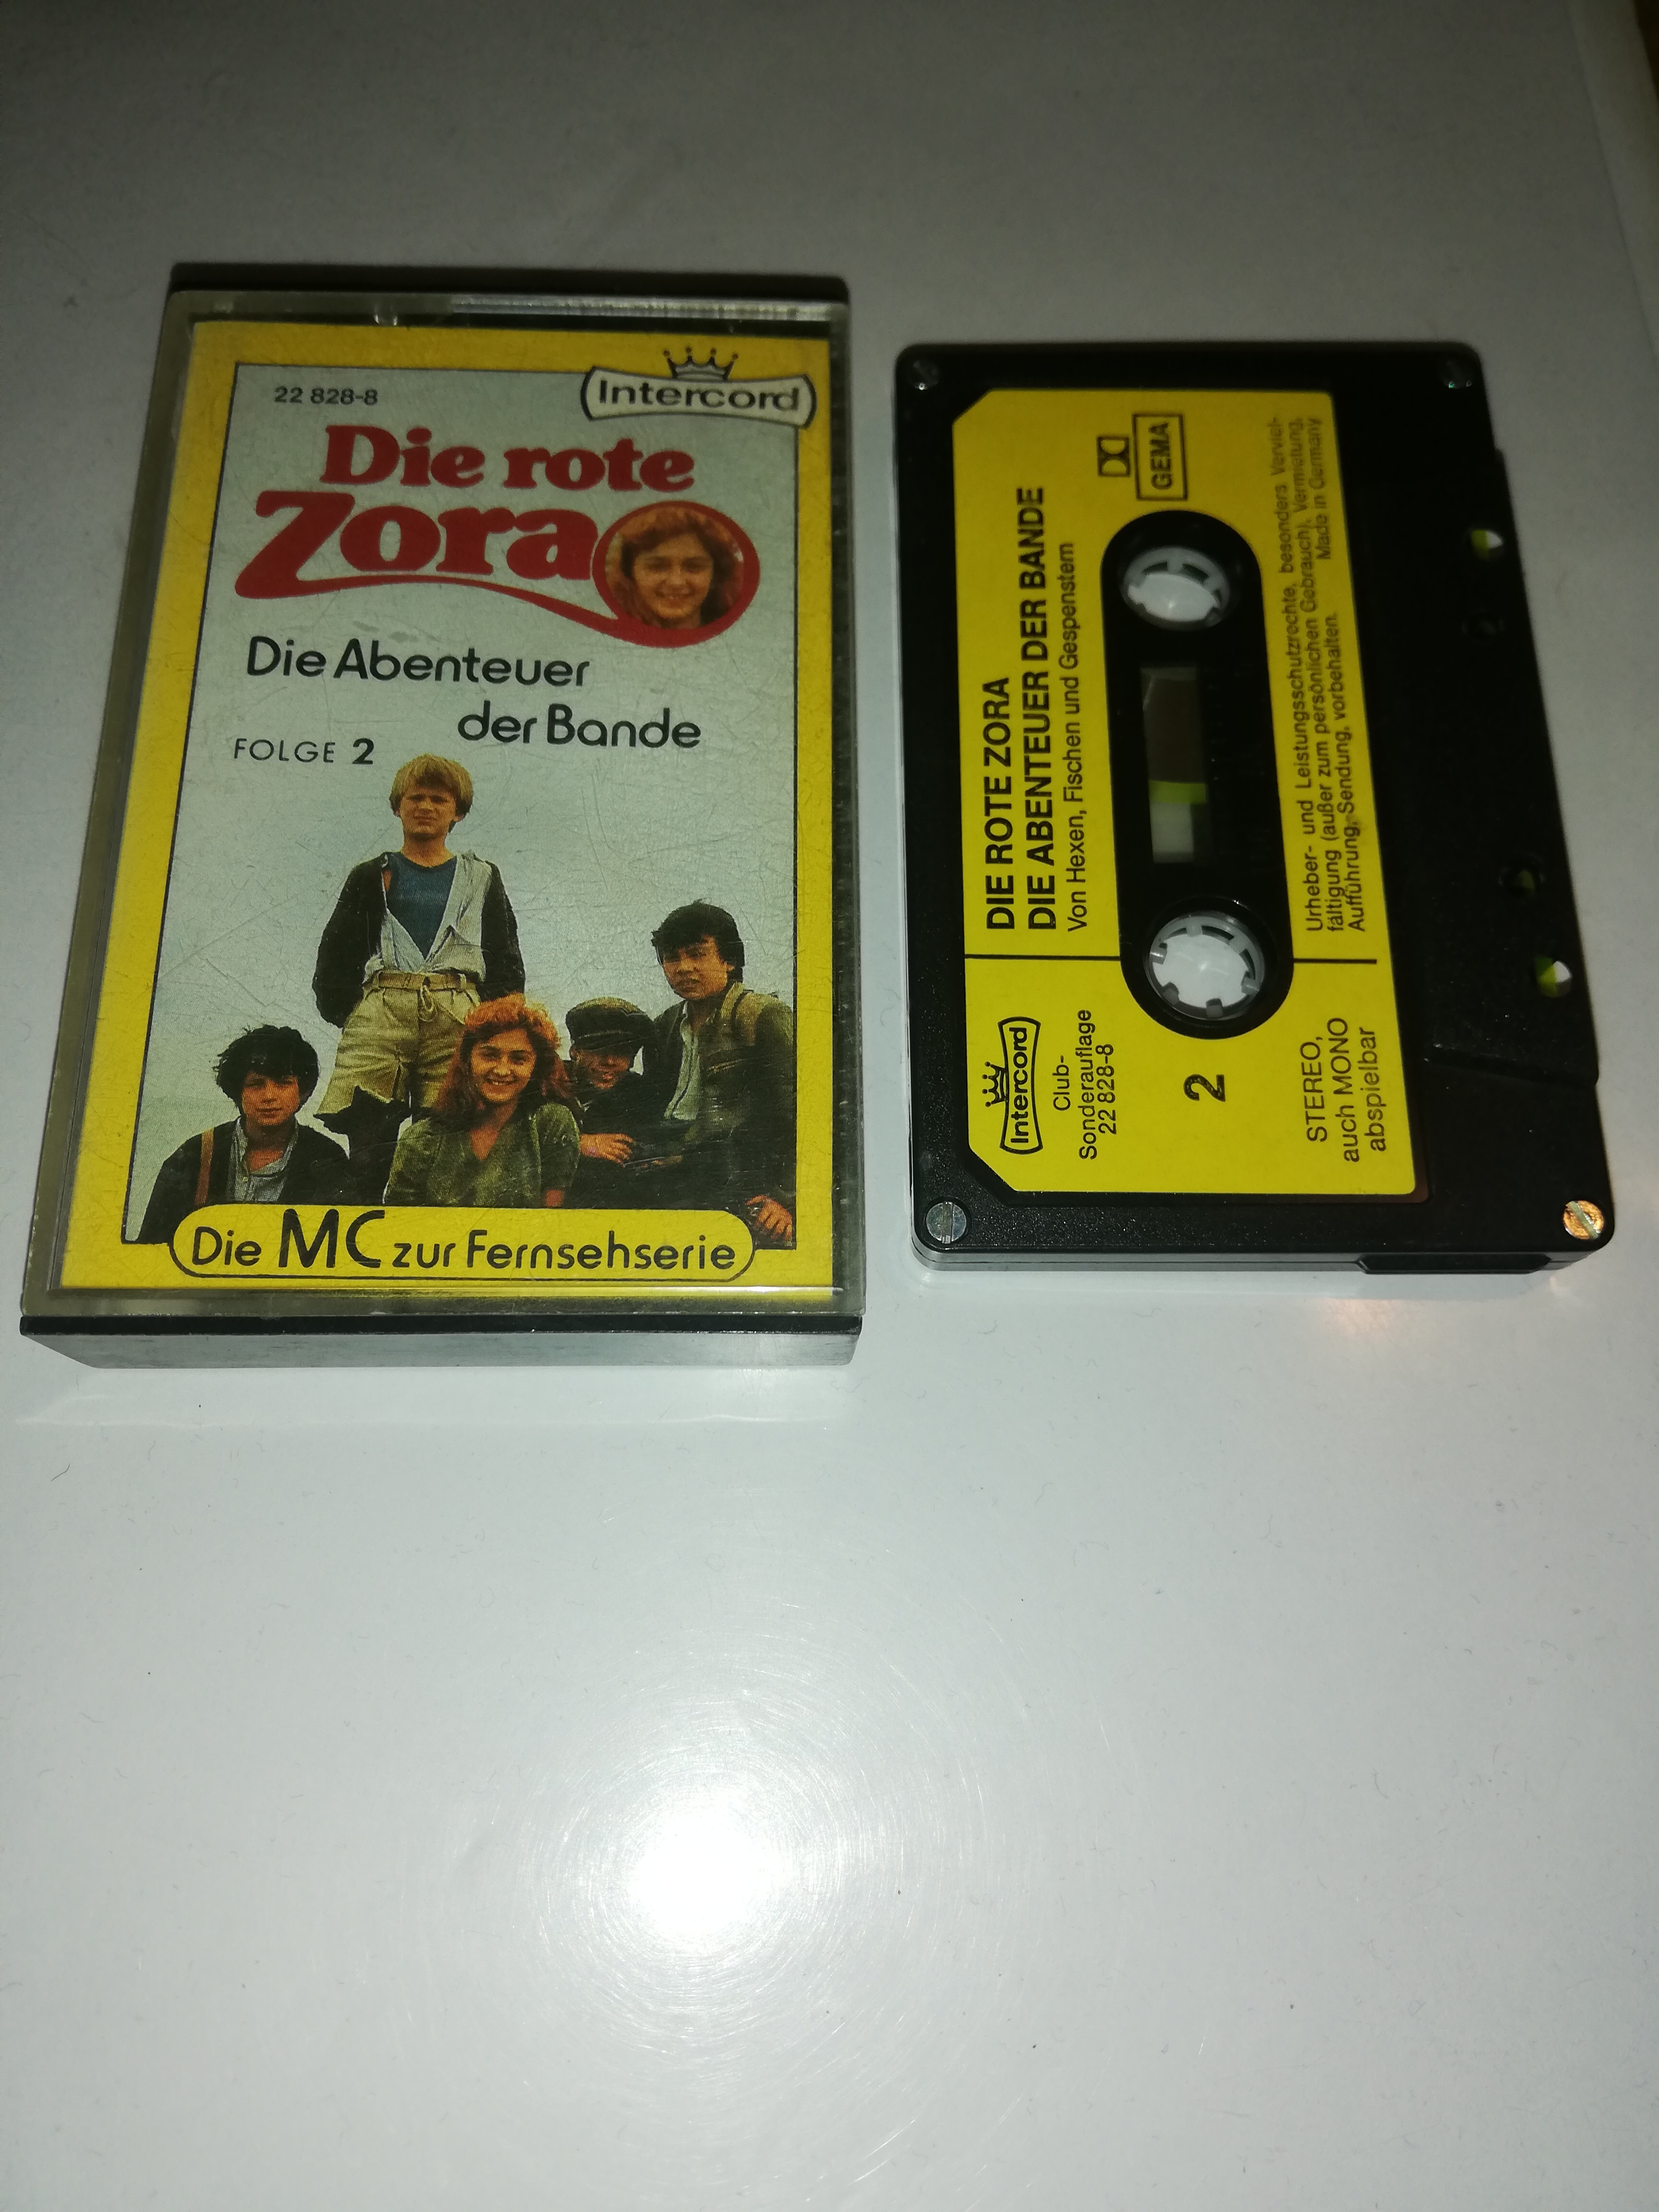 22 828-8
Intercord
Die rote
Zora
Die Abenteuer
der Bande
FOLGE 2
Die MC zur Fernsehserie
DIE ROTE ZORA
DIE ABENTEUER DER BANDE
Von Hexen, Fischen und Gespenstern
GEMA
Intercord
Club-
Sonderauflage
22 828-8
2
STEREO,
auch MONO
abspielbar
Urheber- und Leistungsschutzrechte, besonders Verviel-
fältigung (außer zum persönlichen Gebrauch), Vermietung,
Aufführung, Sendung, vorbehalten. Made in Germany